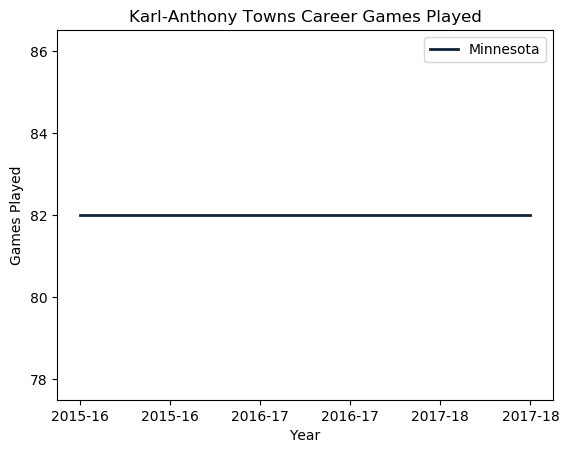 Karl-Anthony Towns Career Games Played
Minnesota
86
84
82
80
78
Games Played
2015-16 2015-16 2016-17 2016-17 2017-18 2017-18
Year